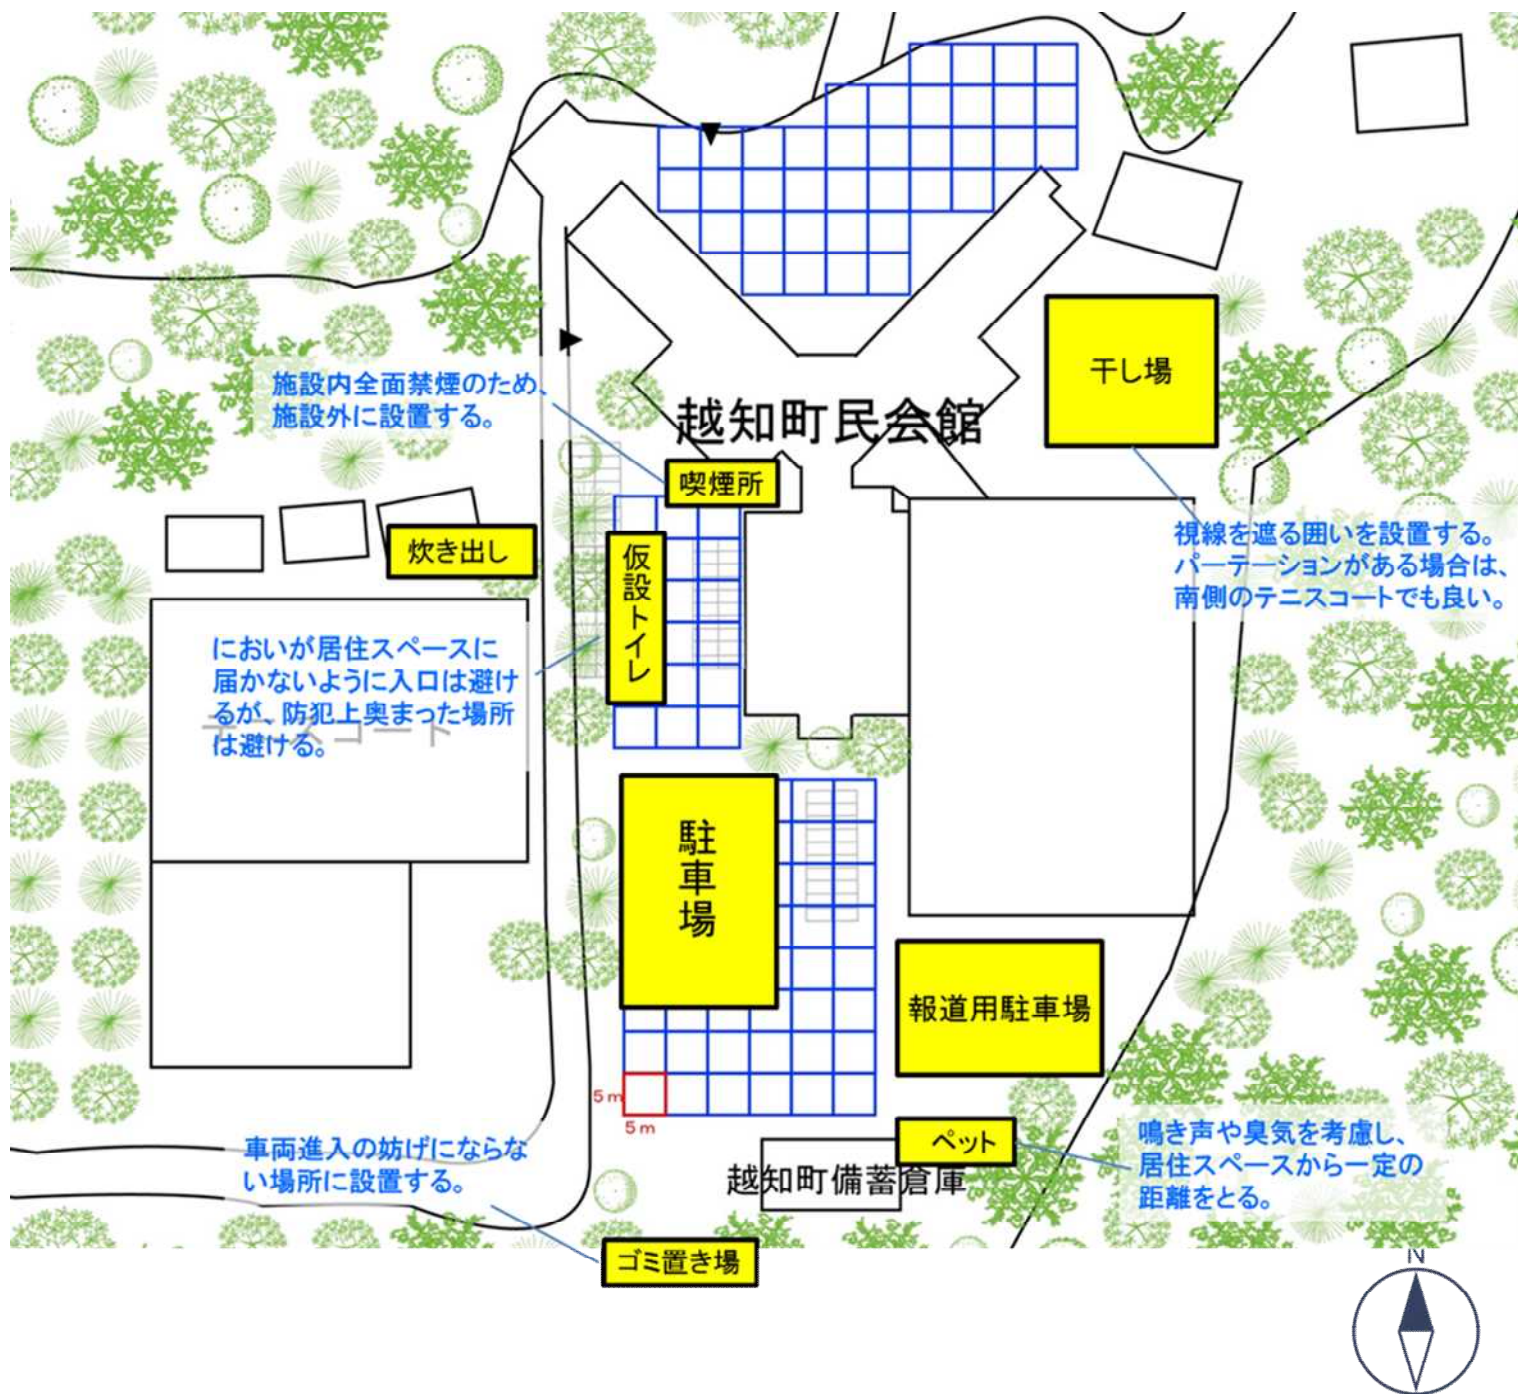 干し場
施設内全面禁煙のため、
施設外に設置する。
越知町民会館
喫煙所
視線を遮る囲いを設置する。
パーテーションがある場合は、
南側のテニスコートでも良い。
炊き出し
仮設トイレ
においが居住スペースに
届かないように入口は避け
るが、防犯上奥まった場所
は避ける。
テニスコート
駐車場
報道用駐車場
5m
5m
ペット
鳴き声や臭気を考慮し、
居住スペースから一定の
距離をとる。
車両進入の妨げにならな
い場所に設置する。
越知町備蓄倉庫
ゴミ置き場
N